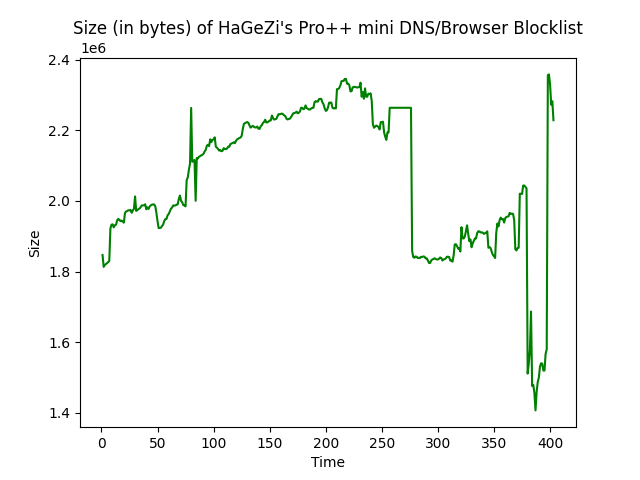 Size (in bytes) of HaGeZi's Pro++ mini DNS/Browser Blocklist
1e6
2.4
2.2
2.0
1.8
1.6
1.4
Size
0 50 100 150 200 250 300 350 400
Time